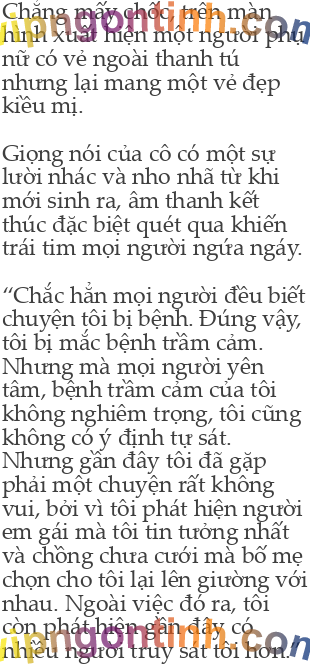 Chẳng mấy chốc trên màn
hình xuất hiện một người phụ
nữ có vẻ ngoài thanh tú
nhưng lại mang một vẻ đẹp
kiều mị.
Giọng nói của cô có một sự
lười nhác và nho nhã từ khi
mới sinh ra, âm thanh kết
thúc đặc biệt quét qua khiến
trái tim mọi người ngứa ngáy.
“Chắc hẳn mọi người đều biết
chuyện tôi bị bệnh. Đúng vậy,
tôi bị mắc bệnh trầm cảm.
Nhưng mà mọi người yên
tâm, bệnh trầm cảm của tôi
không nghiêm trọng, tôi cũng
không có ý định tự sát.
Nhưng gần đây tôi đã gặp
phải một chuyện rất không
vui, bởi vì tôi phát hiện người
em gái mà tôi tin tưởng nhất
và chồng chưa cưới mà bố mẹ
chọn cho tôi lại lên giường với
nhau. Ngoài việc đó ra, tôi
còn phát hiện gần đây có
nhiều người truy sát tôi hơn.
upngontinh.com
upngontinh.com